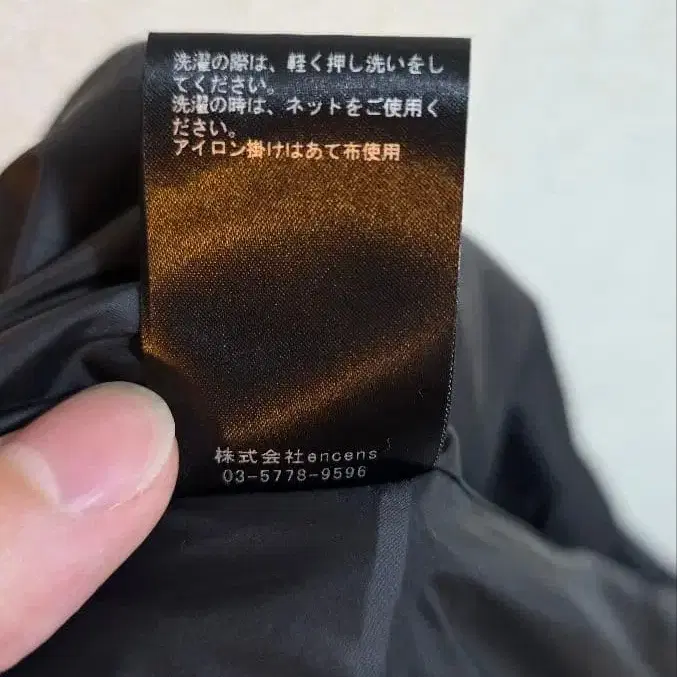 洗濯の際は、軽く押し洗いをし
てください。
洗濯の時は、ネットをご使用く
ださい。
アイロン掛けはあて布使用
株式会社encens
03-5778-9596